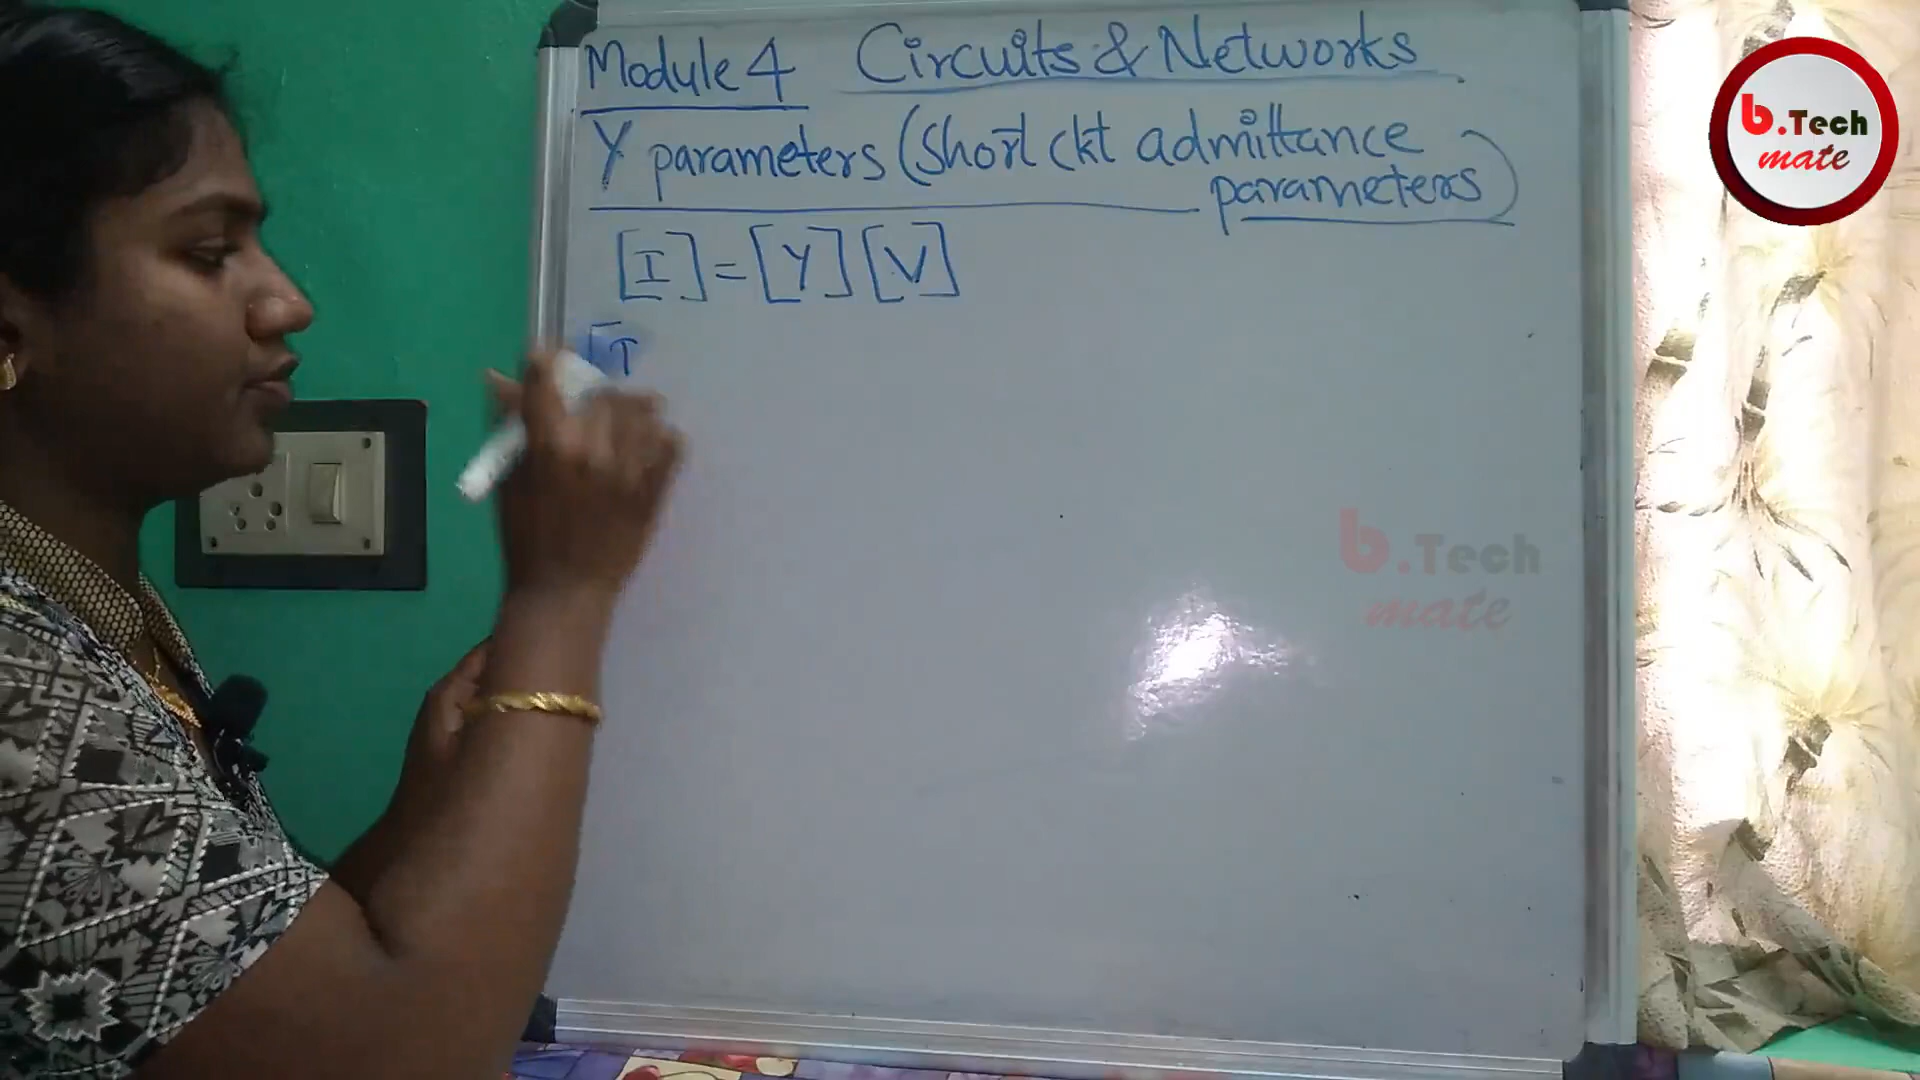 Module 4 Circuits & Networks
Y parameters (Short ckt admittance
parameters)
[I] = [Y] [V]
[I
b.Tech
mate
b.Tech
mate